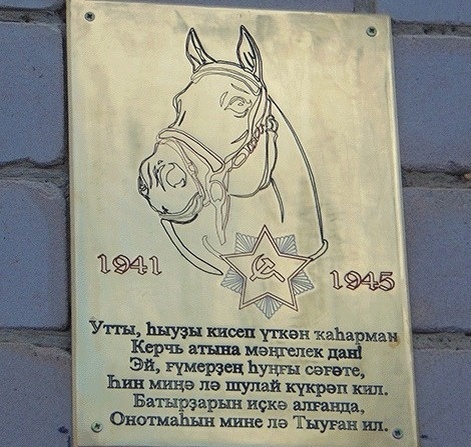 1941
1945
Утты, һыуҙы кисеп үткән ҡаһарман
Керчь атына мәңгелек дан!
Эй, ғүмерҙең һуңғы сәғәте,
Һин миңә лә шулай күкрәп кил.
Батырҙарын иҫкә алғанда,
Онотмаһын мине лә Тыуған ил.